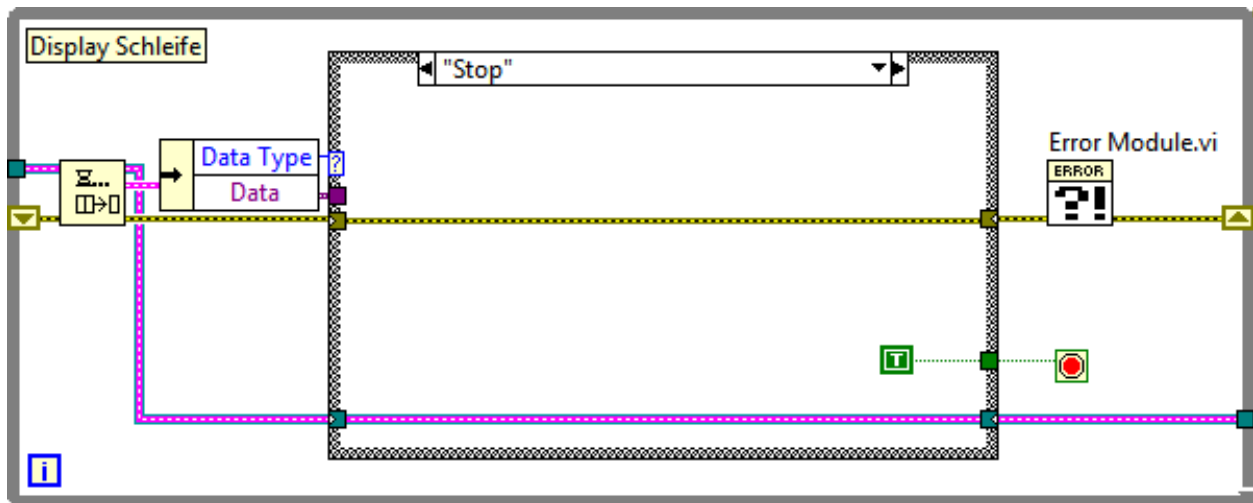 Display Schleife
"Stop"
Data Type
?
Data
Error Module.vi
ERROR
?!
T
i